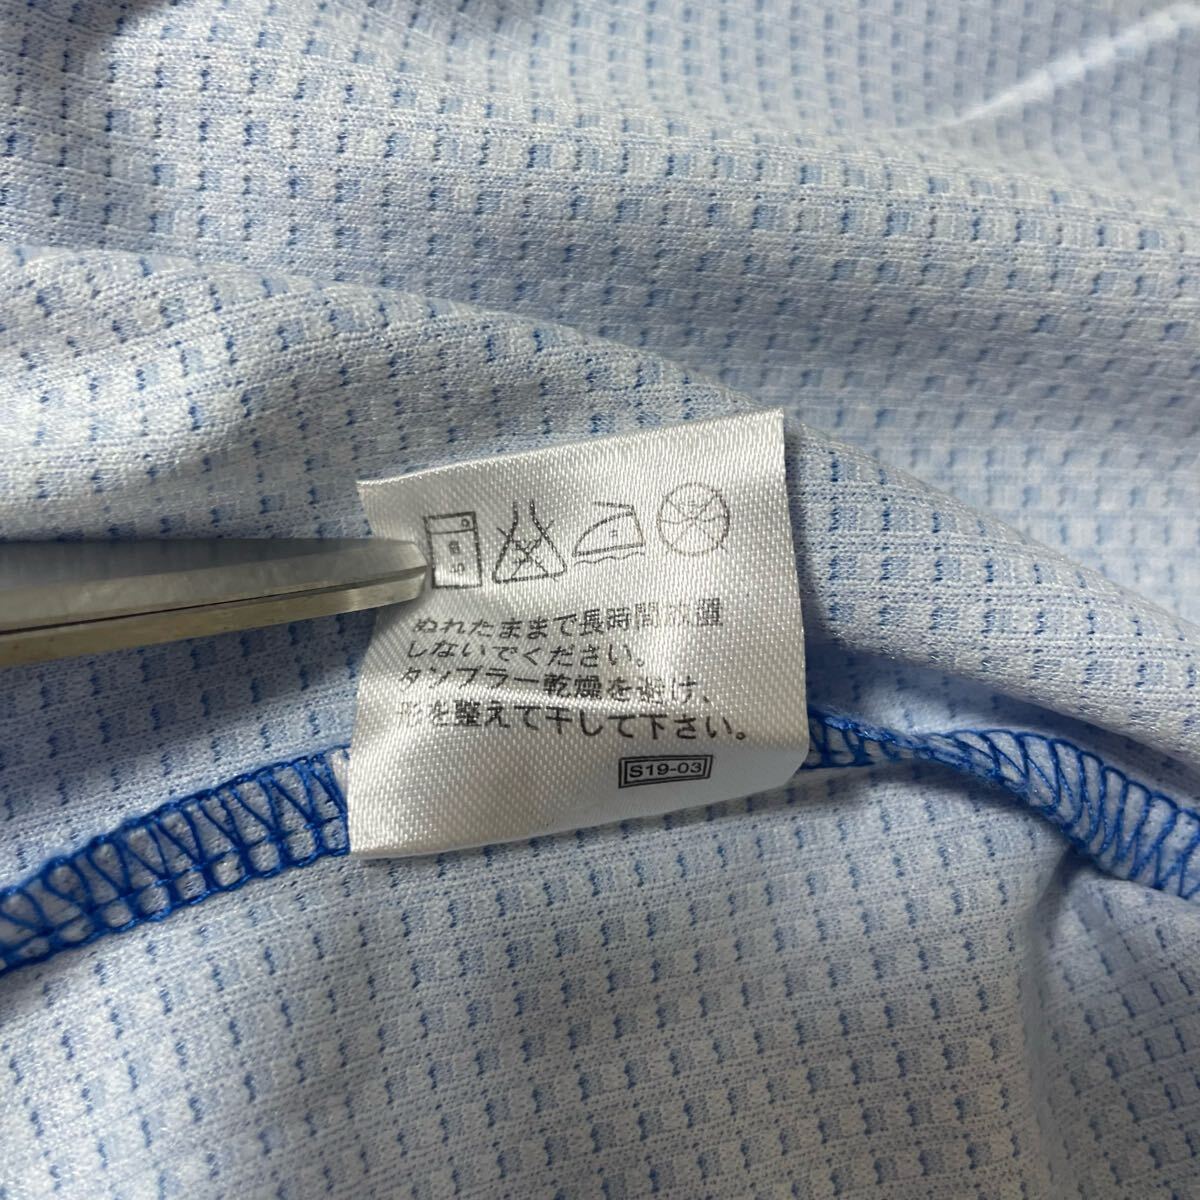 ぬれたままで長時間放置
しないでください。
タンブラー乾燥を避け、
形を整えて干して下さい。
S19-03